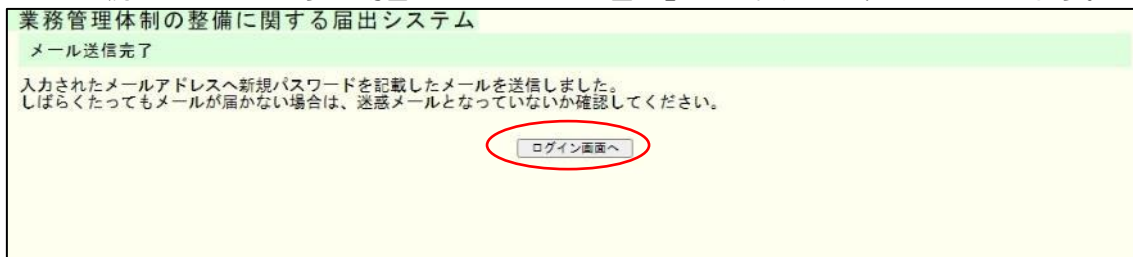 業務管理体制の整備に関する届出システム
メール送信完了
入力されたメールアドレスへ新規パスワードを記載したメールを送信しました。
しばらくたってもメールが届かない場合は、迷惑メールとなっていないか確認してください。
ログイン画面へ